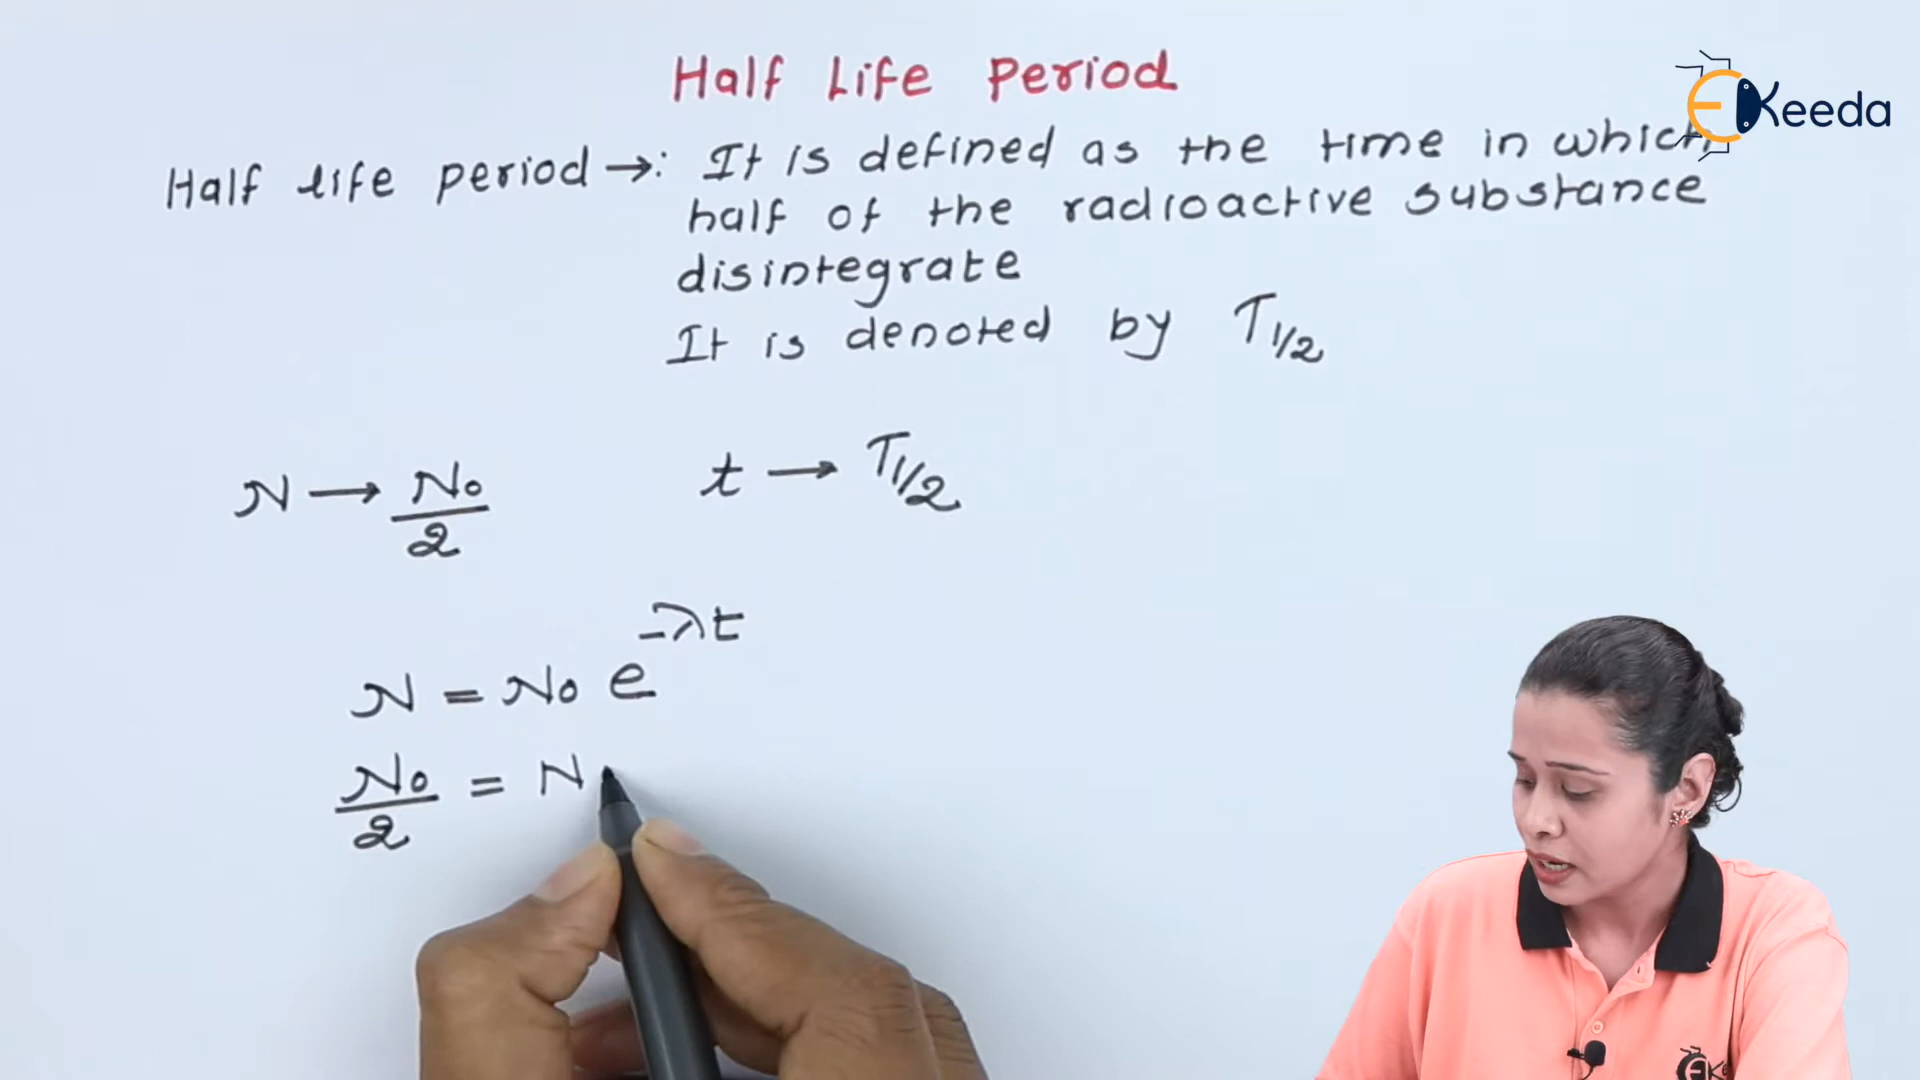 Half Life Period
EKeeda
Half life period →: It is defined as the time in which
half of the radioactive substance
disintegrate
It is denoted by T1/2
N → No/2 t → T1/2
N = No e^-λt
No/2 = N